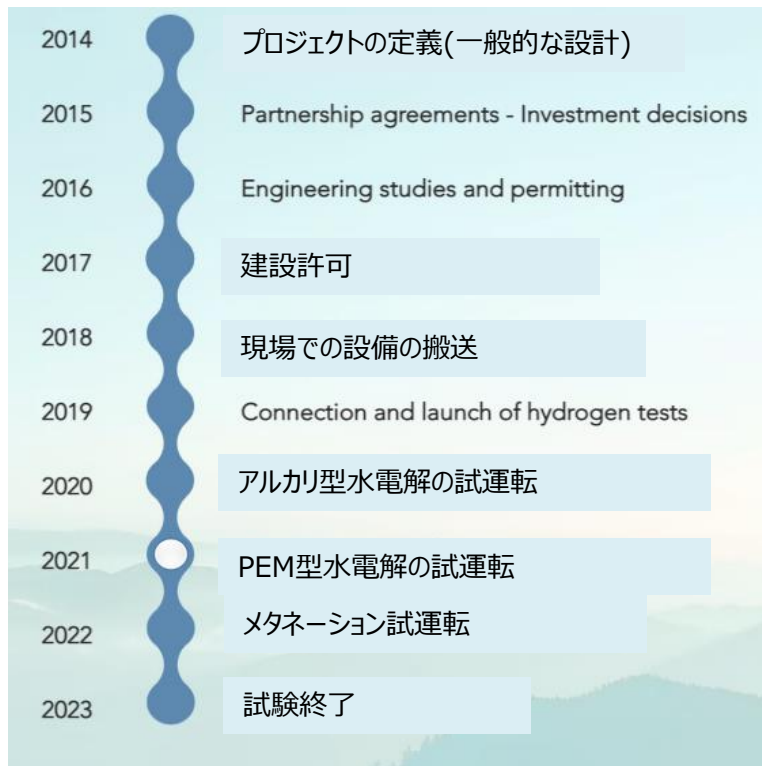 2014 プロジェクトの定義(一般的な設計)
2015 Partnership agreements - Investment decisions
2016 Engineering studies and permitting
2017 建設許可
2018 現場での設備の搬送
2019 Connection and launch of hydrogen tests
2020 アルカリ型水電解の試運転
2021 PEM型水電解の試運転
2022 メタネーション試運転
2023 試験終了